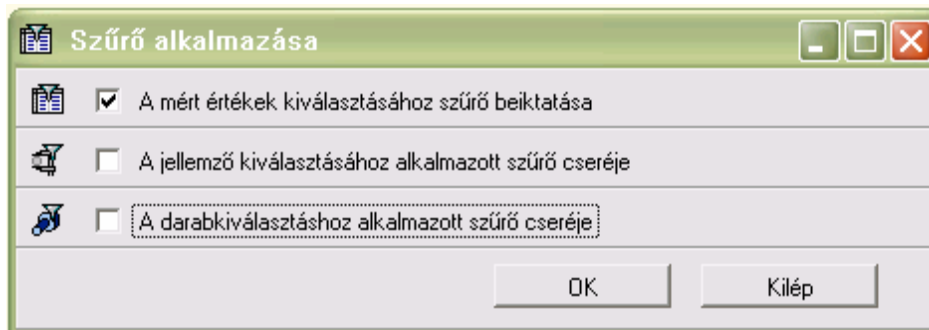 Szűrő alkalmazása
A mért értékek kiválasztásához szűrő beiktatása
A jellemző kiválasztásához alkalmazott szűrő cseréje
A darabkiválasztáshoz alkalmazott szűrő cseréje
OK Kilép